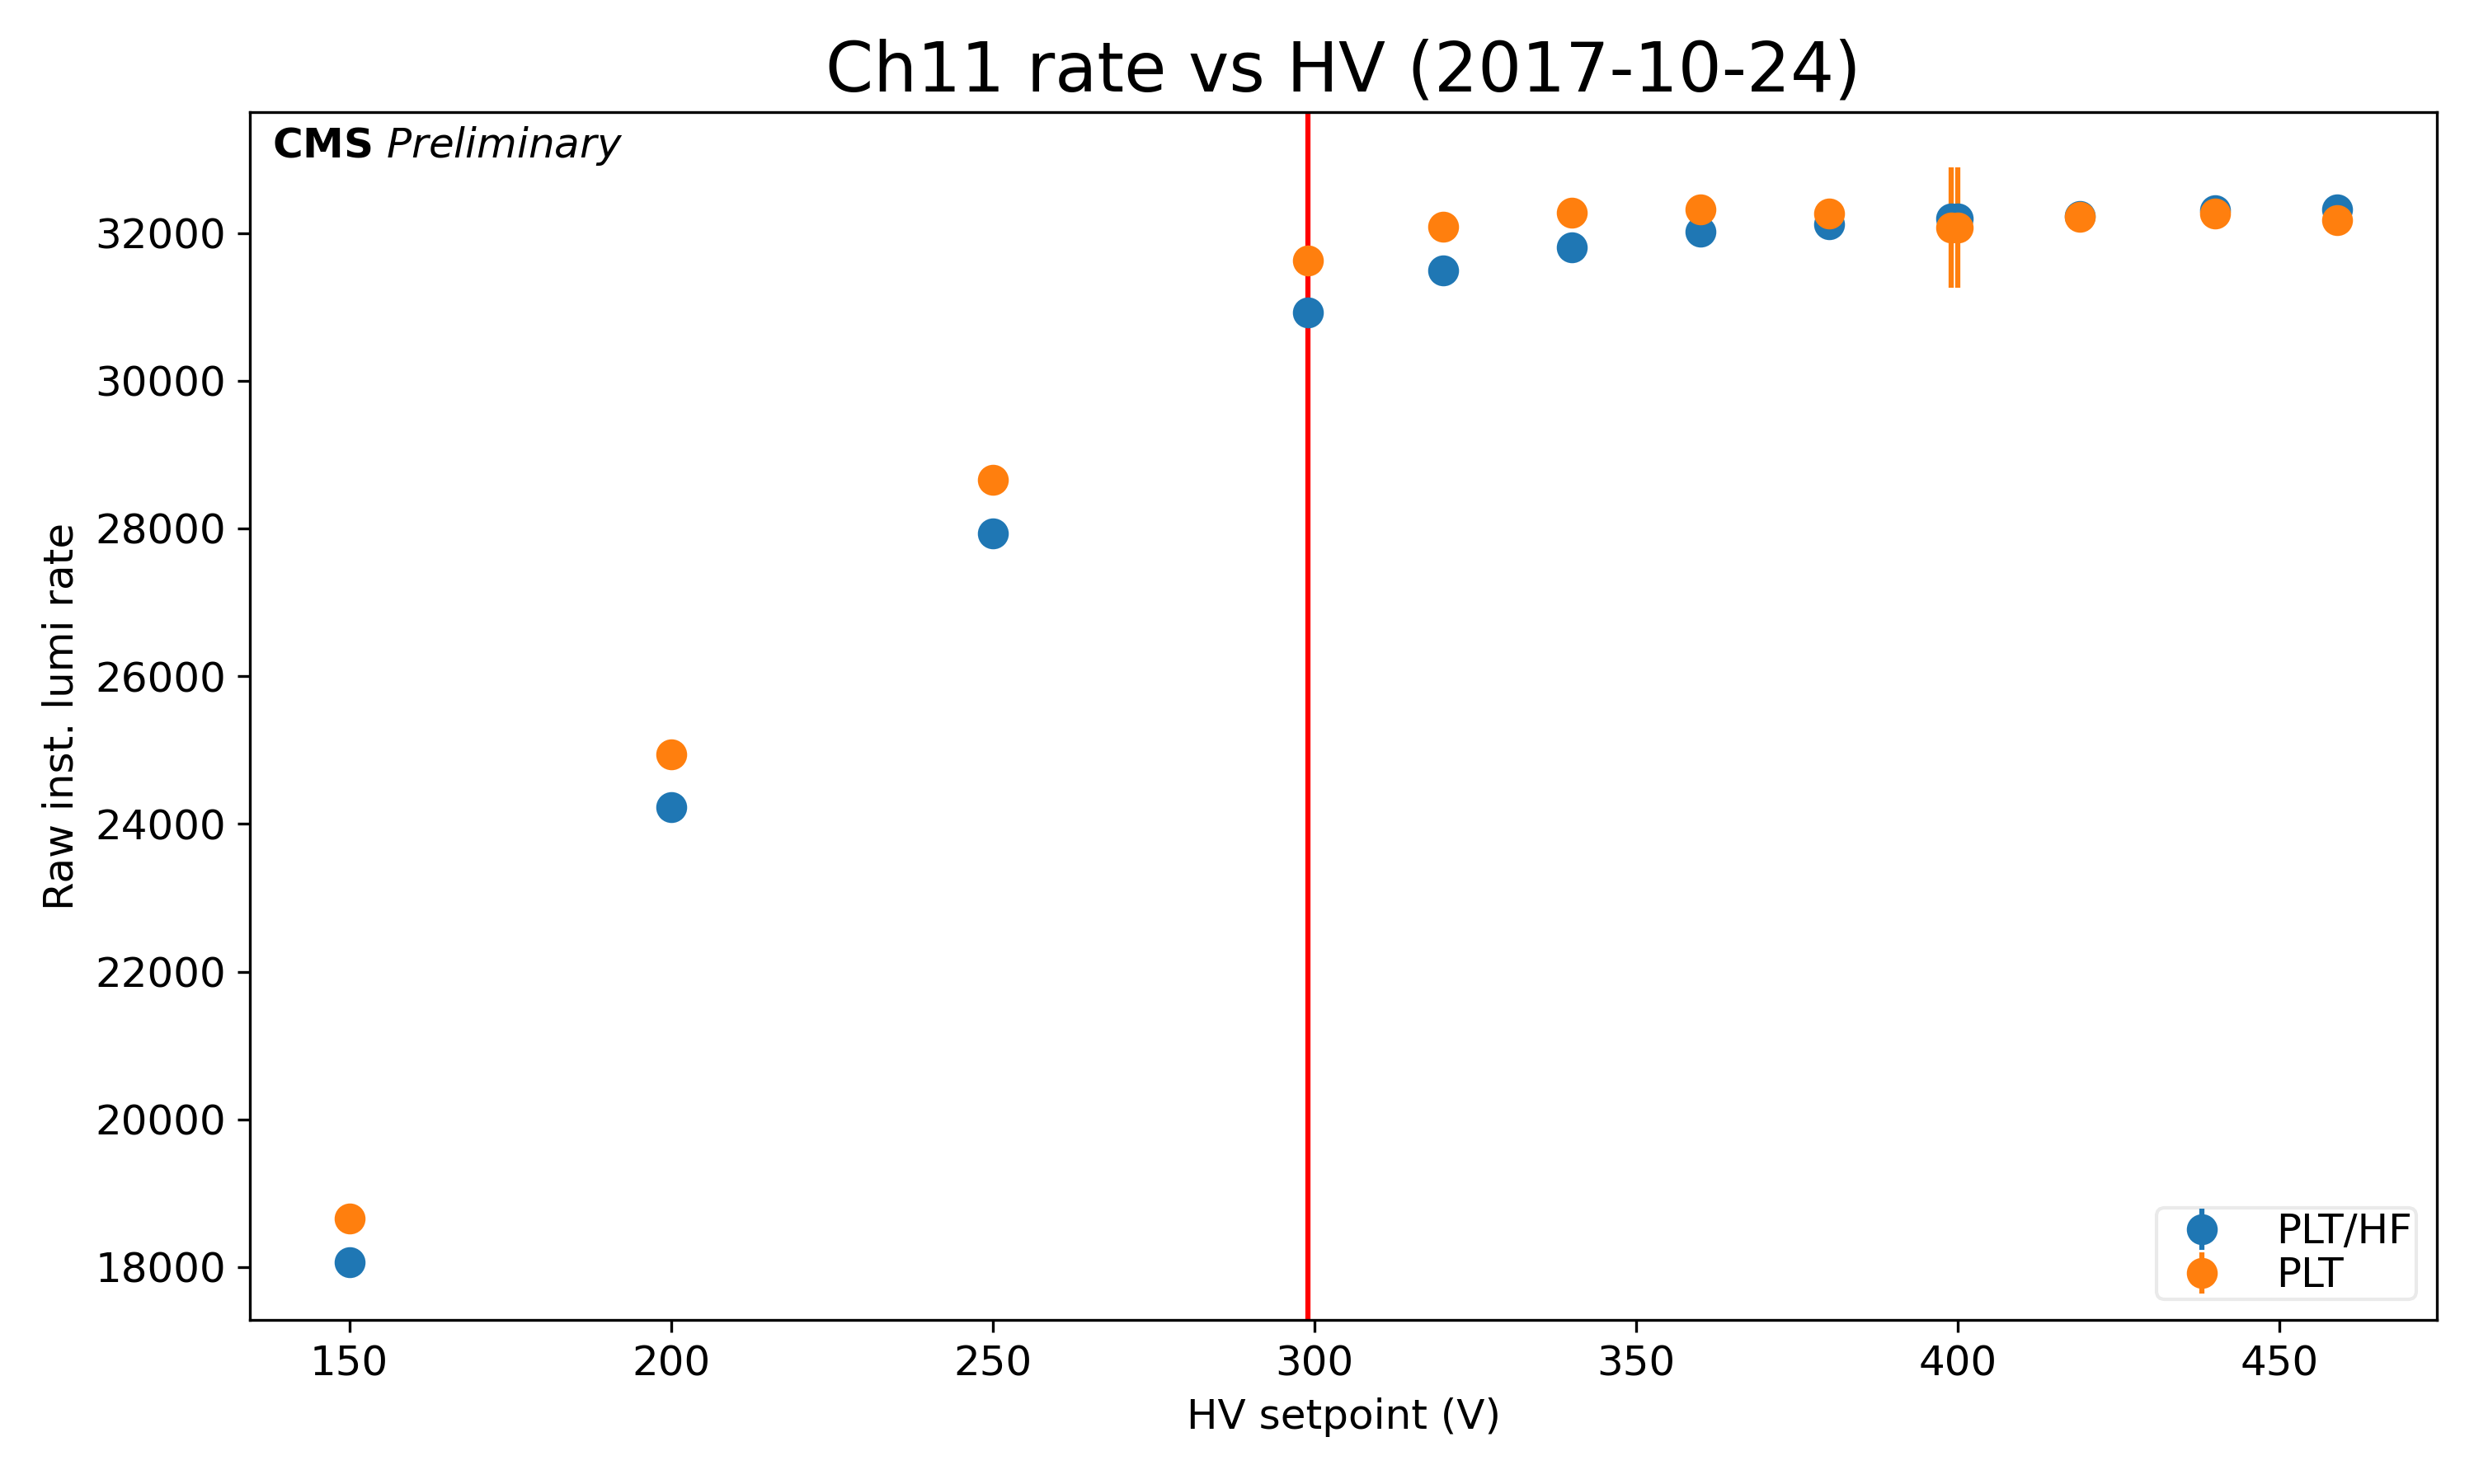 Ch11 rate vs HV (2017-10-24)
CMS Preliminary
32000
30000
28000
26000
24000
22000
20000
18000
Raw inst. lumi rate
PLT/HF
PLT
150 200 250 300 350 400 450
HV setpoint (V)